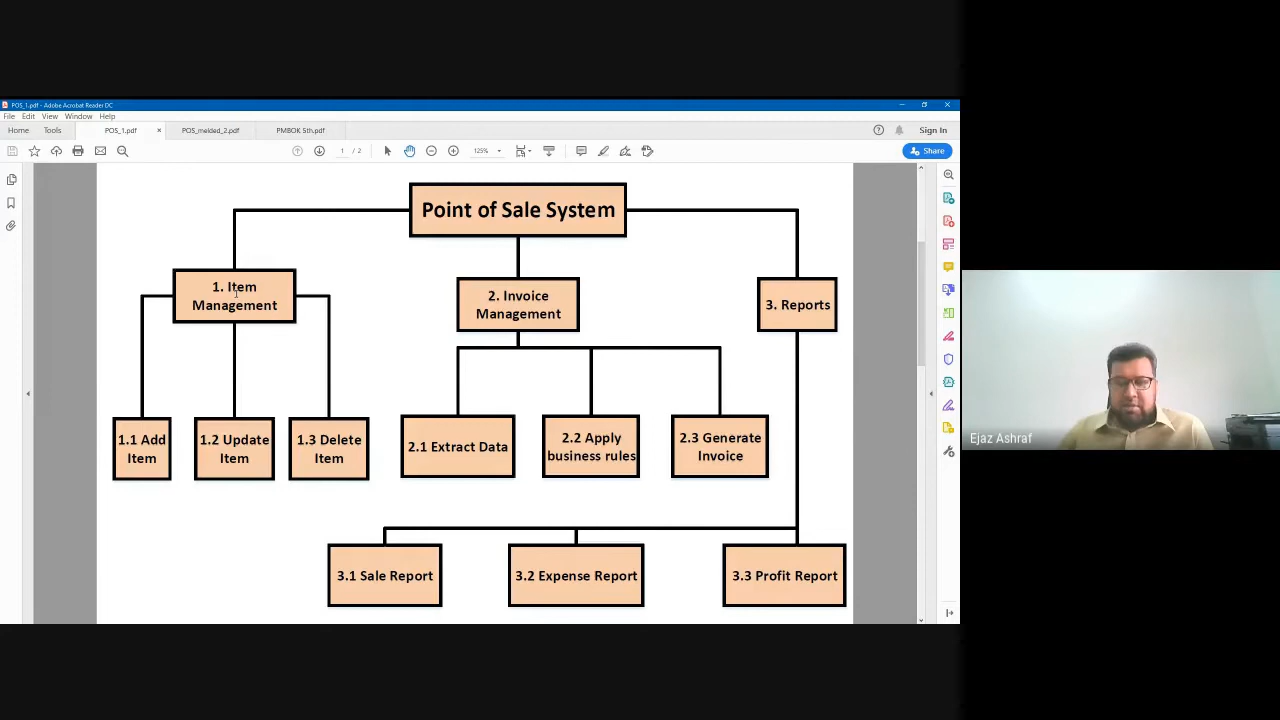 POS_1.pdf - Adobe Acrobat Reader DC
File Edit View Window Help
Home Tools POS_1.pdf × POS_melded_2.pdf PMBOK 5th.pdf Sign In
1 / 2 125% Share
Point of Sale System
1. Item
Management
2. Invoice
Management
3. Reports
1.1 Add
Item
1.2 Update
Item
1.3 Delete
Item
2.1 Extract Data
2.2 Apply
business rules
2.3 Generate
Invoice
3.1 Sale Report
3.2 Expense Report
3.3 Profit Report
Ejaz Ashraf